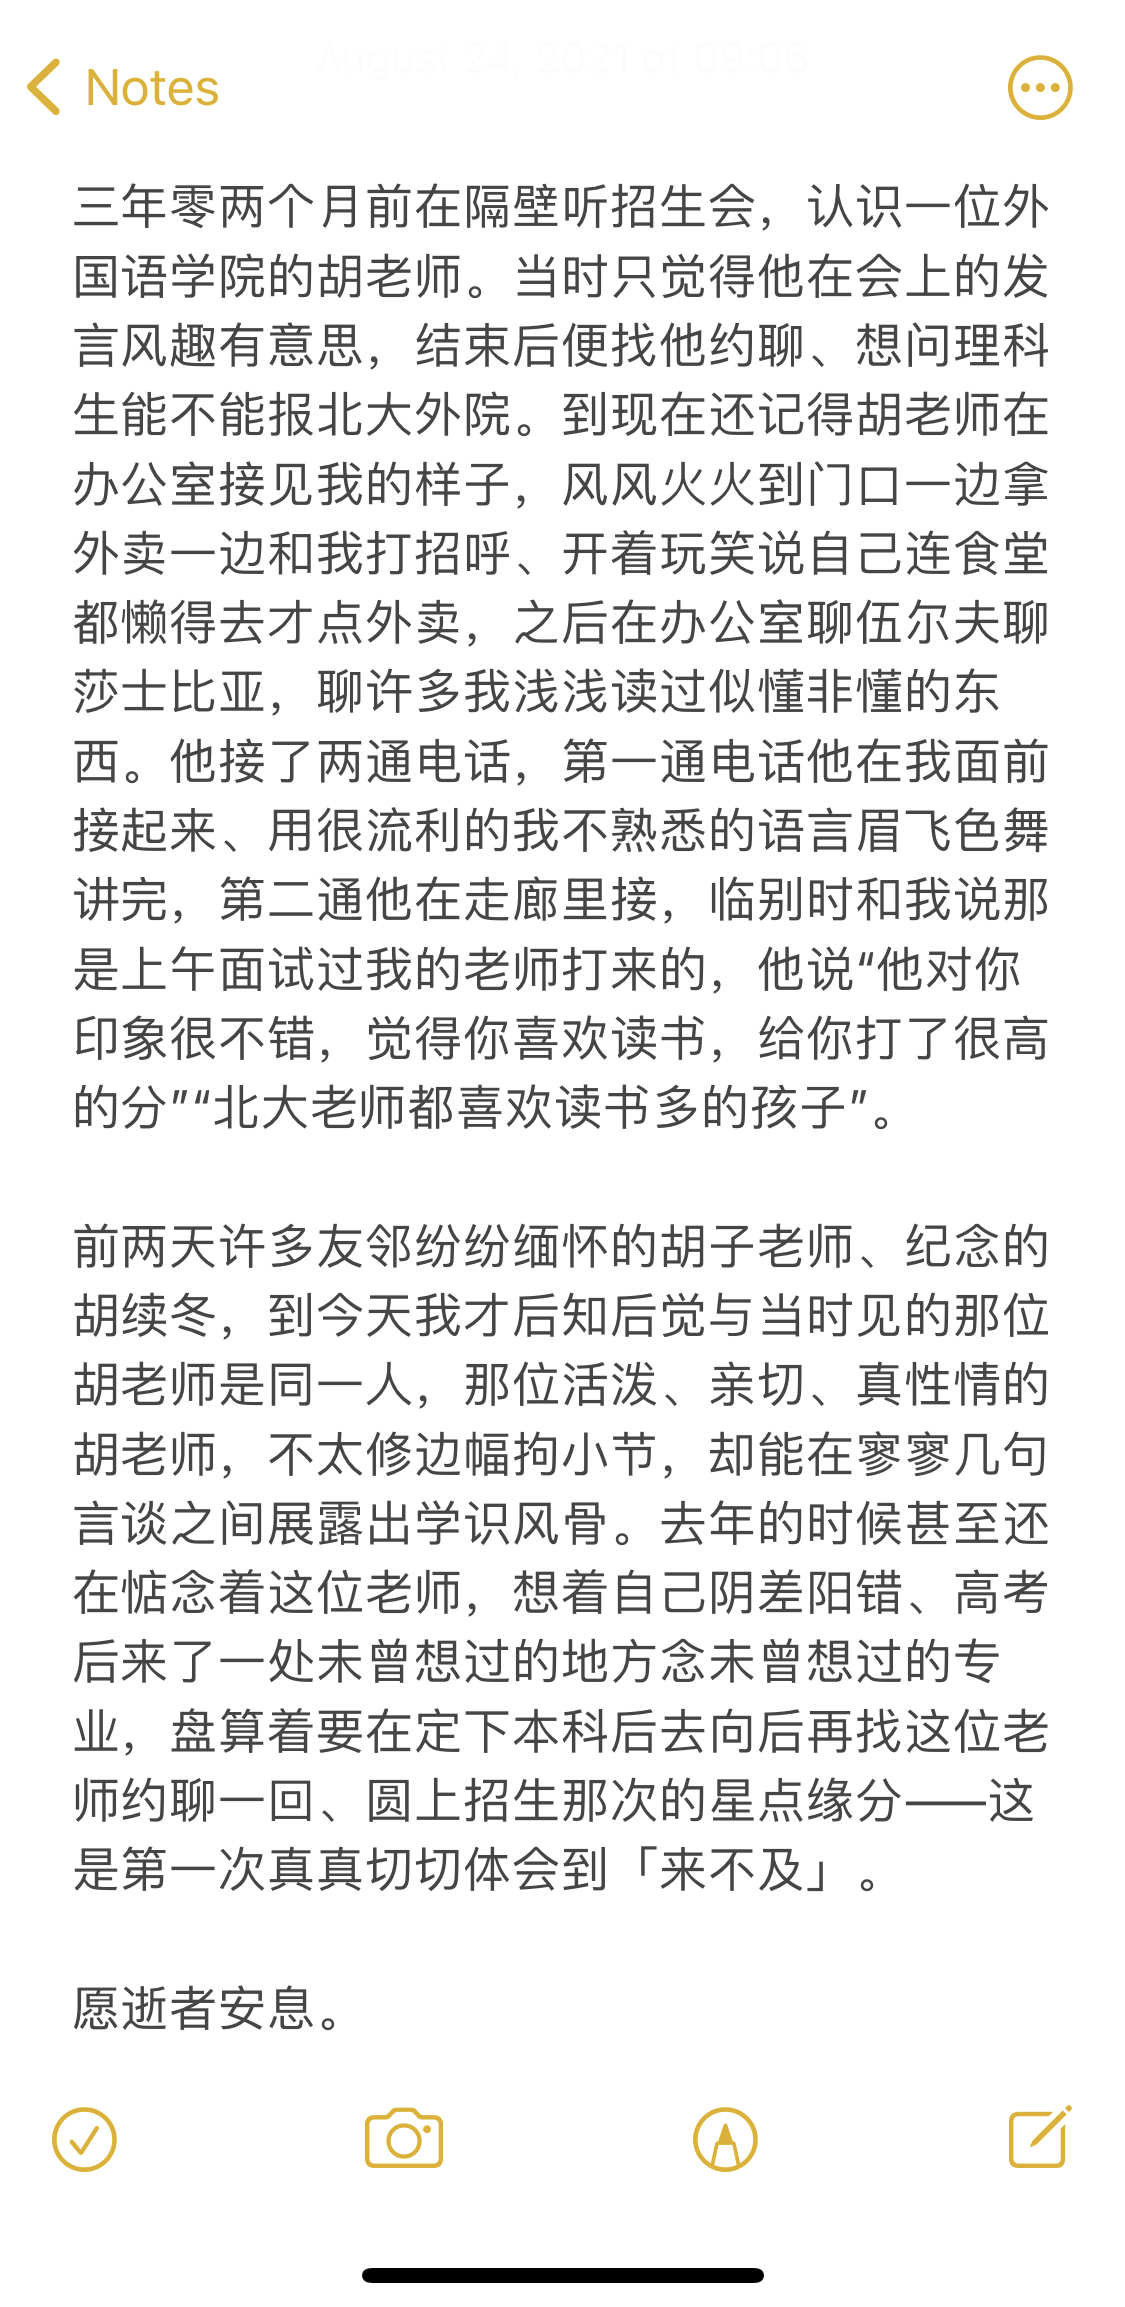 August 24, 2021 at 09:06
Notes
三年零两个月前在隔壁听招生会，认识一位外
国语学院的胡老师。当时只觉得他在会上的发
言风趣有意思，结束后便找他约聊、想问理科
生能不能报北大外院。到现在还记得胡老师在
办公室接见我的样子，风风火火到门口一边拿
外卖一边和我打招呼、开着玩笑说自己连食堂
都懒得去才点外卖，之后在办公室聊伍尔夫聊
莎士比亚，聊许多我浅浅读过似懂非懂的东
西。他接了两通电话，第一通电话他在我面前
接起来、用很流利的我不熟悉的语言眉飞色舞
讲完，第二通他在走廊里接，临别时和我说那
是上午面试过我的老师打来的，他说“他对你
印象很不错，觉得你喜欢读书，给你打了很高
的分”“北大老师都喜欢读书多的孩子”。
前两天许多友邻纷纷缅怀的胡子老师、纪念的
胡续冬，到今天我才后知后觉与当时见的那位
胡老师是同一人，那位活泼、亲切、真性情的
胡老师，不太修边幅拘小节，却能在寥寥几句
言谈之间展露出学识风骨。去年的时候甚至还
在惦念着这位老师，想着自己阴差阳错、高考
后来了一处未曾想过的地方念未曾想过的专
业，盘算着要在定下本科后去向后再找这位老
师约聊一回、圆上招生那次的星点缘分——这
是第一次真真切切体会到「来不及」。
愿逝者安息。